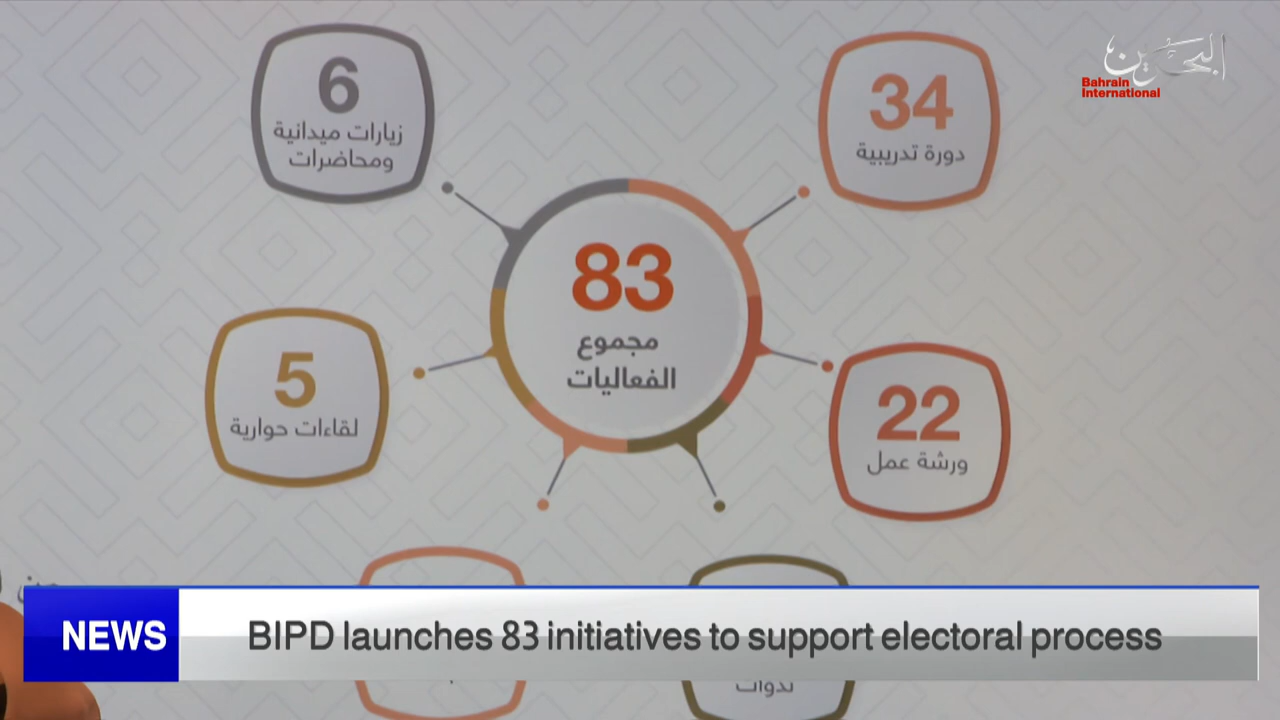 6
زيارات ميدانية
ومحاضرات
34
دورة تدريبية
البحرين
Bahrain
International
83
مجموع
الفعاليات
5
لقاءات حوارية
22
ورشة عمل
NEWS
BIPD launches 83 initiatives to support electoral process
ندوات